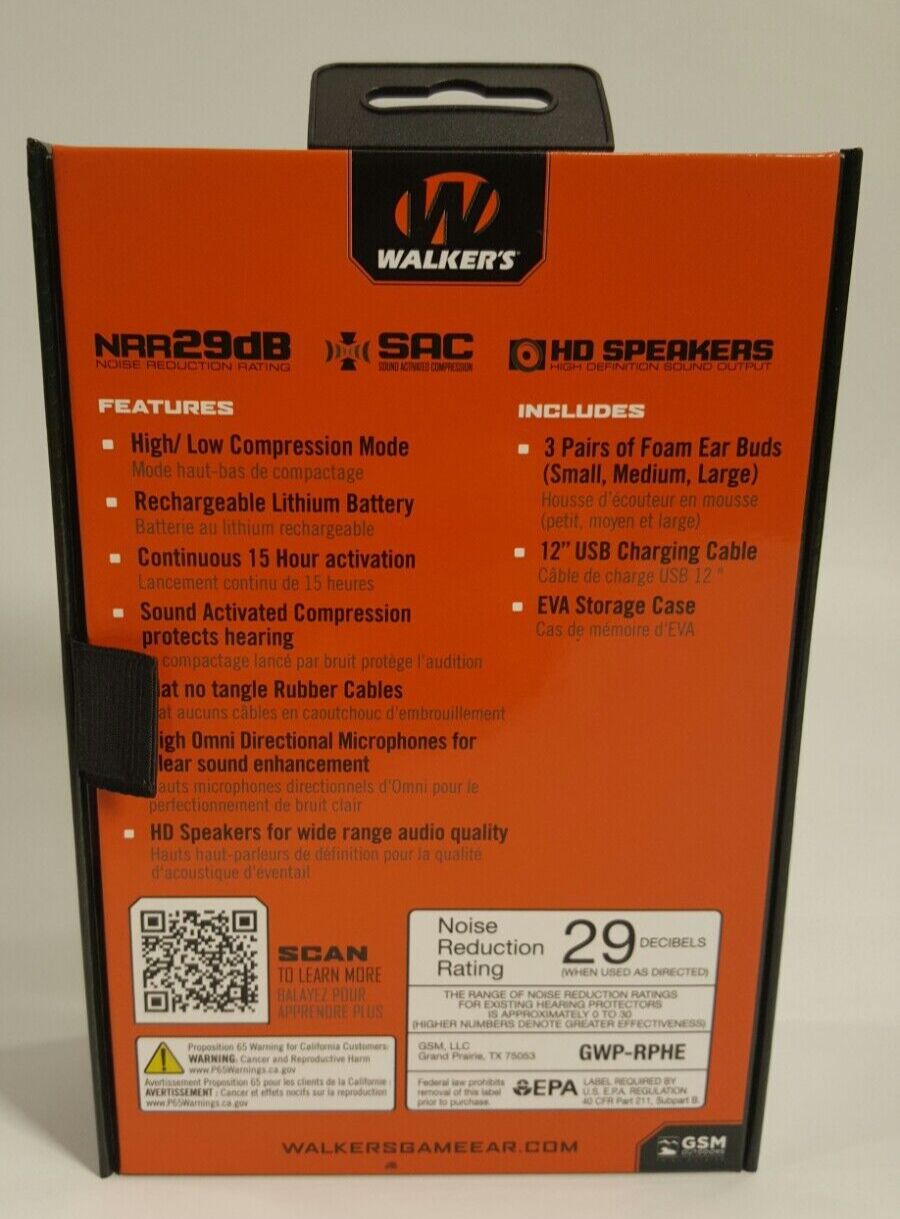 WALKER'S
NRR29dB
NOISE REDUCTION RATING
SAC
SOUND ACTIVATED COMPRESSION
HD SPEAKERS
HIGH DEFINITION SOUND OUTPUT
FEATURES
High/ Low Compression Mode
Mode haut-bas de compactage
Rechargeable Lithium Battery
Batterie au lithium rechargeable
Continuous 15 Hour activation
Lancement continu de 15 heures
Sound Activated Compression
protects hearing
compactage lancé par bruit protège l'audition
at no tangle Rubber Cables
at aucuns câbles en caoutchouc d'embrouillement
igh Omni Directional Microphones for
lear sound enhancement
auts microphones directionnels d'Omni pour le
perfectionnement de bruit clair
HD Speakers for wide range audio quality
Hauts haut-parleurs de définition pour la qualité
d'acoustique d'éventail
INCLUDES
3 Pairs of Foam Ear Buds
(Small, Medium, Large)
Housse d'écouteur en mousse
(petit, moyen et large)
12" USB Charging Cable
Câble de charge USB 12 "
EVA Storage Case
Cas de mémoire d'EVA
SCAN
TO LEARN MORE
BALAYEZ POUR
APPRENDRE PLUS
Proposition 65 Warning for California Customers:
WARNING: Cancer and Reproductive Harm
www.P65Warnings.ca.gov
Avertissement Proposition 65 pour les clients de la Californie :
AVERTISSEMENT : Cancer et effets nocifs sur la reproduction
www.P65Warnings.ca.gov
Noise
Reduction
Rating
29 DECIBELS
(WHEN USED AS DIRECTED)
THE RANGE OF NOISE REDUCTION RATINGS
FOR EXISTING HEARING PROTECTORS
IS APPROXIMATELY 0 TO 30
(HIGHER NUMBERS DENOTE GREATER EFFECTIVENESS)
GSM, LLC
Grand Prairie, TX 75053
GWP-RPHE
Federal law prohibits
removal of this label
prior to purchase.
EPA
LABEL REQUIRED BY
U.S. E.P.A. REGULATION
40 CFR Part 211, Subpart B.
WALKERSGAMEEAR.COM
GSM
OUTDOORS